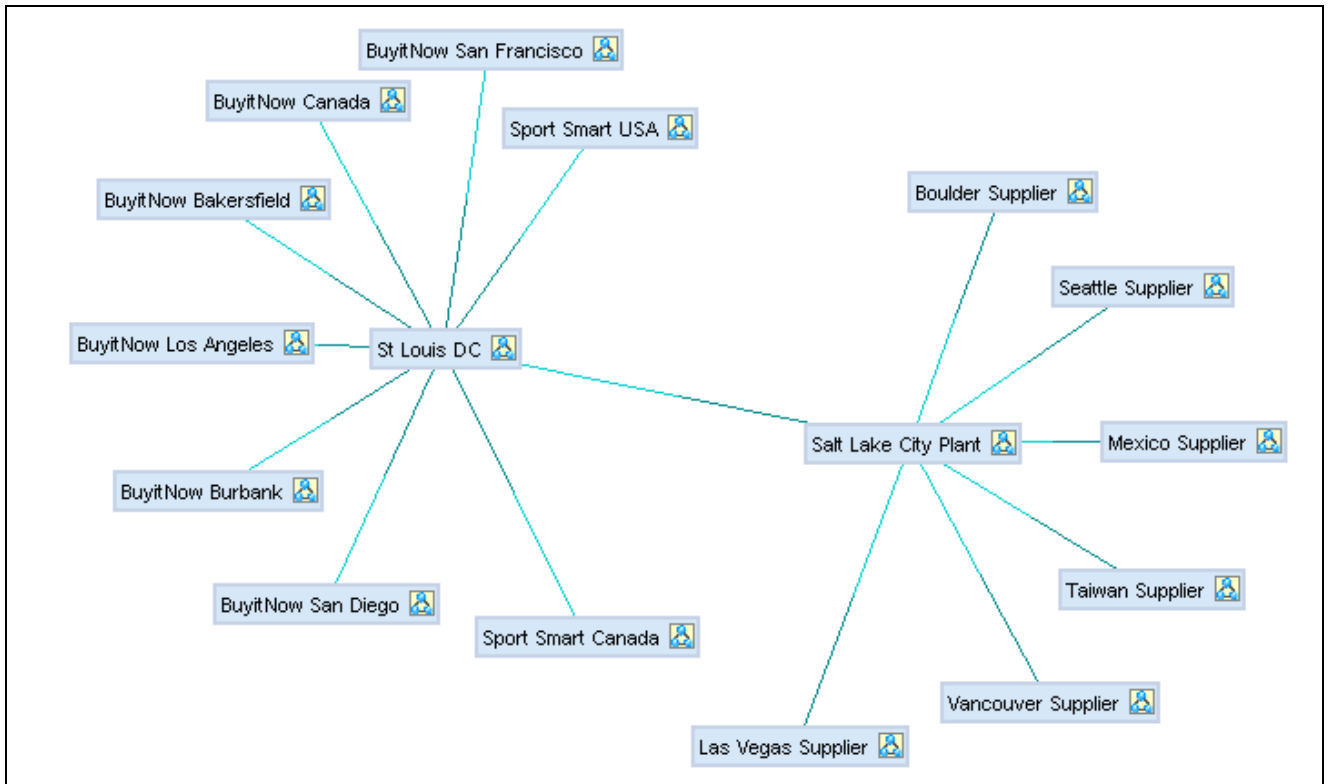 BuyitNow San Francisco
BuyitNow Canada
Sport Smart USA
BuyitNow Bakersfield
Boulder Supplier
Seattle Supplier
BuyitNow Los Angeles
St Louis DC
Salt Lake City Plant
Mexico Supplier
BuyitNow Burbank
Taiwan Supplier
BuyitNow San Diego
Sport Smart Canada
Vancouver Supplier
Las Vegas Supplier